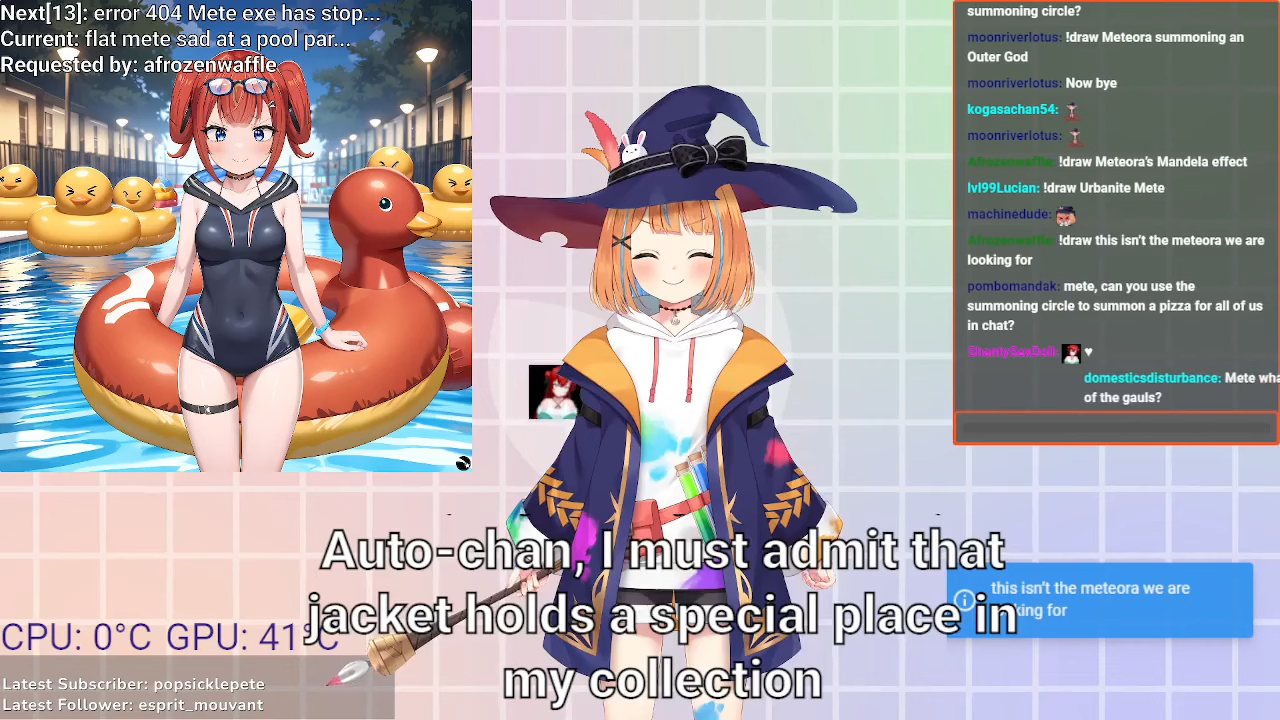 Next[13]: error 404 Mete exe has stop...
Current: flat mete sad at a pool par...
Requested by: afrozenwaffle
summoning circle?
moonriverlotus: !draw Meteora summoning an
Outer God
moonriverlotus: Now bye
kogasachan54:
moonriverlotus:
Afrozenwaffle: !draw Meteora's Mandela effect
lvl99Lucian: !draw Urbanite Mete
machinedude:
Afrozenwaffle: !draw this isn't the meteora we are
looking for
pombomandak: mete, can you use the
summoning circle to summon a pizza for all of us
in chat?
♥
domesticsdisturbance: Mete wha
of the gauls?
Auto-chan, I must admit that
jacket holds a special place in
my collection
this isn't the meteora we are
king for
CPU: 0°C GPU: 41°C
Latest Subscriber: popsicklepete
Latest Follower: esprit_mouvant